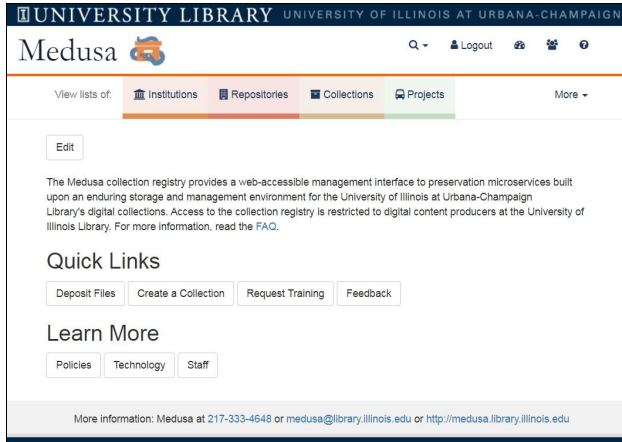 I UNIVERSITY LIBRARY UNIVERSITY OF ILLINOIS AT URBANA-CHAMPAIGN
Medusa Logout
View lists of: Institutions Repositories Collections Projects More
Edit
The Medusa collection registry provides a web-accessible management interface to preservation microservices built
upon an enduring storage and management environment for the University of Illinois at Urbana-Champaign
Library's digital collections. Access to the collection registry is restricted to digital content producers at the University of
Illinois Library. For more information, read the FAQ.
Quick Links
Deposit Files Create a Collection Request Training Feedback
Learn More
Policies Technology Staff
More information: Medusa at 217-333-4648 or medusa@library.illinois.edu or http://medusa.library.illinois.edu